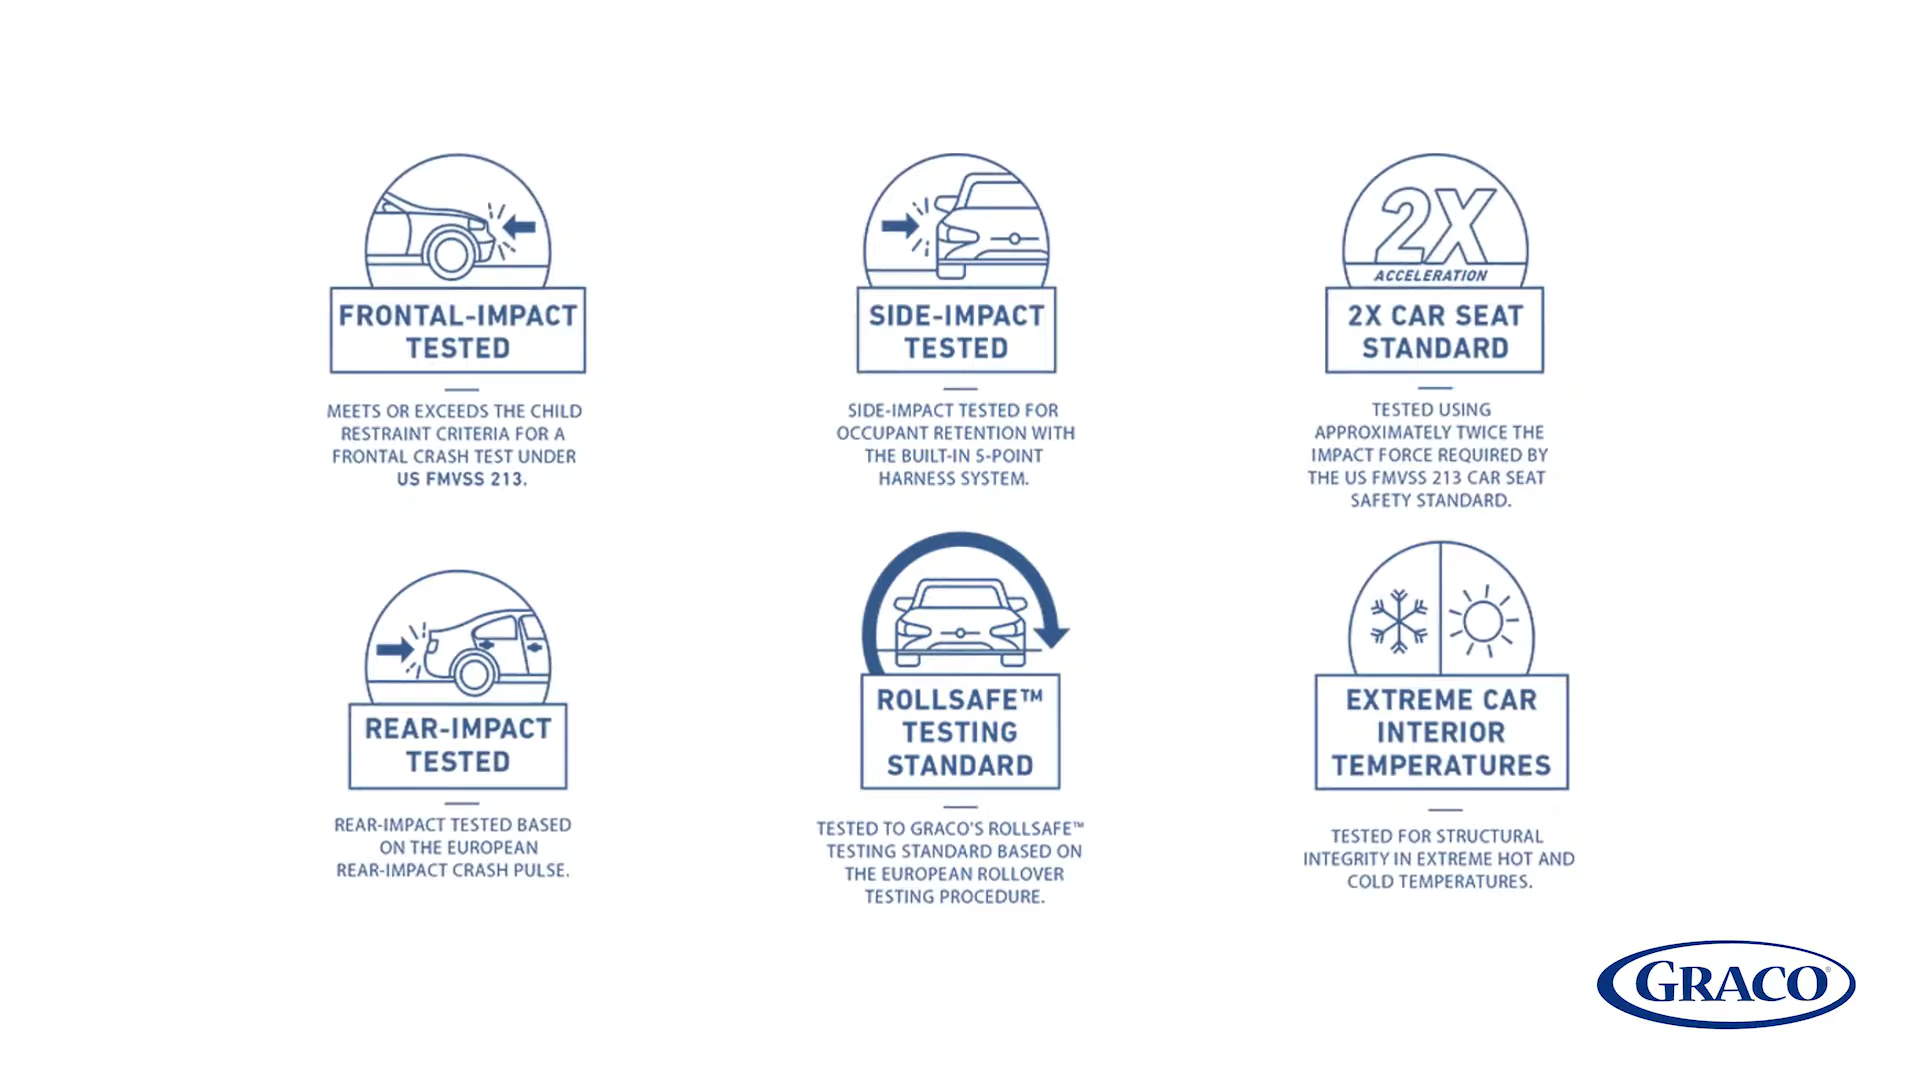 FRONTAL-IMPACT
TESTED
MEETS OR EXCEEDS THE CHILD
RESTRAINT CRITERIA FOR A
FRONTAL CRASH TEST UNDER
US FMVSS 213.
SIDE-IMPACT
TESTED
SIDE-IMPACT TESTED FOR
OCCUPANT RETENTION WITH
THE BUILT-IN 5-POINT
HARNESS SYSTEM.
2X
ACCELERATION
2X CAR SEAT
STANDARD
TESTED USING
APPROXIMATELY TWICE THE
IMPACT FORCE REQUIRED BY
THE US FMVSS 213 CAR SEAT
SAFETY STANDARD.
REAR-IMPACT
TESTED
REAR-IMPACT TESTED BASED
ON THE EUROPEAN
REAR-IMPACT CRASH PULSE.
ROLLSAFE™
TESTING
STANDARD
TESTED TO GRACO'S ROLLSAFE™
TESTING STANDARD BASED ON
THE EUROPEAN ROLLOVER
TESTING PROCEDURE.
EXTREME CAR
INTERIOR
TEMPERATURES
TESTED FOR STRUCTURAL
INTEGRITY IN EXTREME HOT AND
COLD TEMPERATURES.
GRACO®